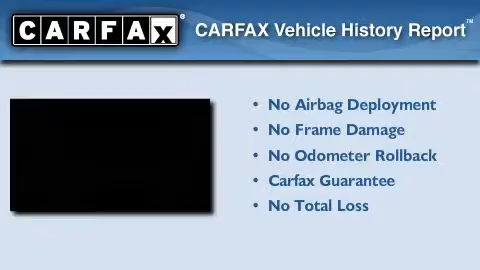 CARFAX® CARFAX Vehicle History Report™
• No Airbag Deployment
• No Frame Damage
• No Odometer Rollback
• Carfax Guarantee
• No Total Loss